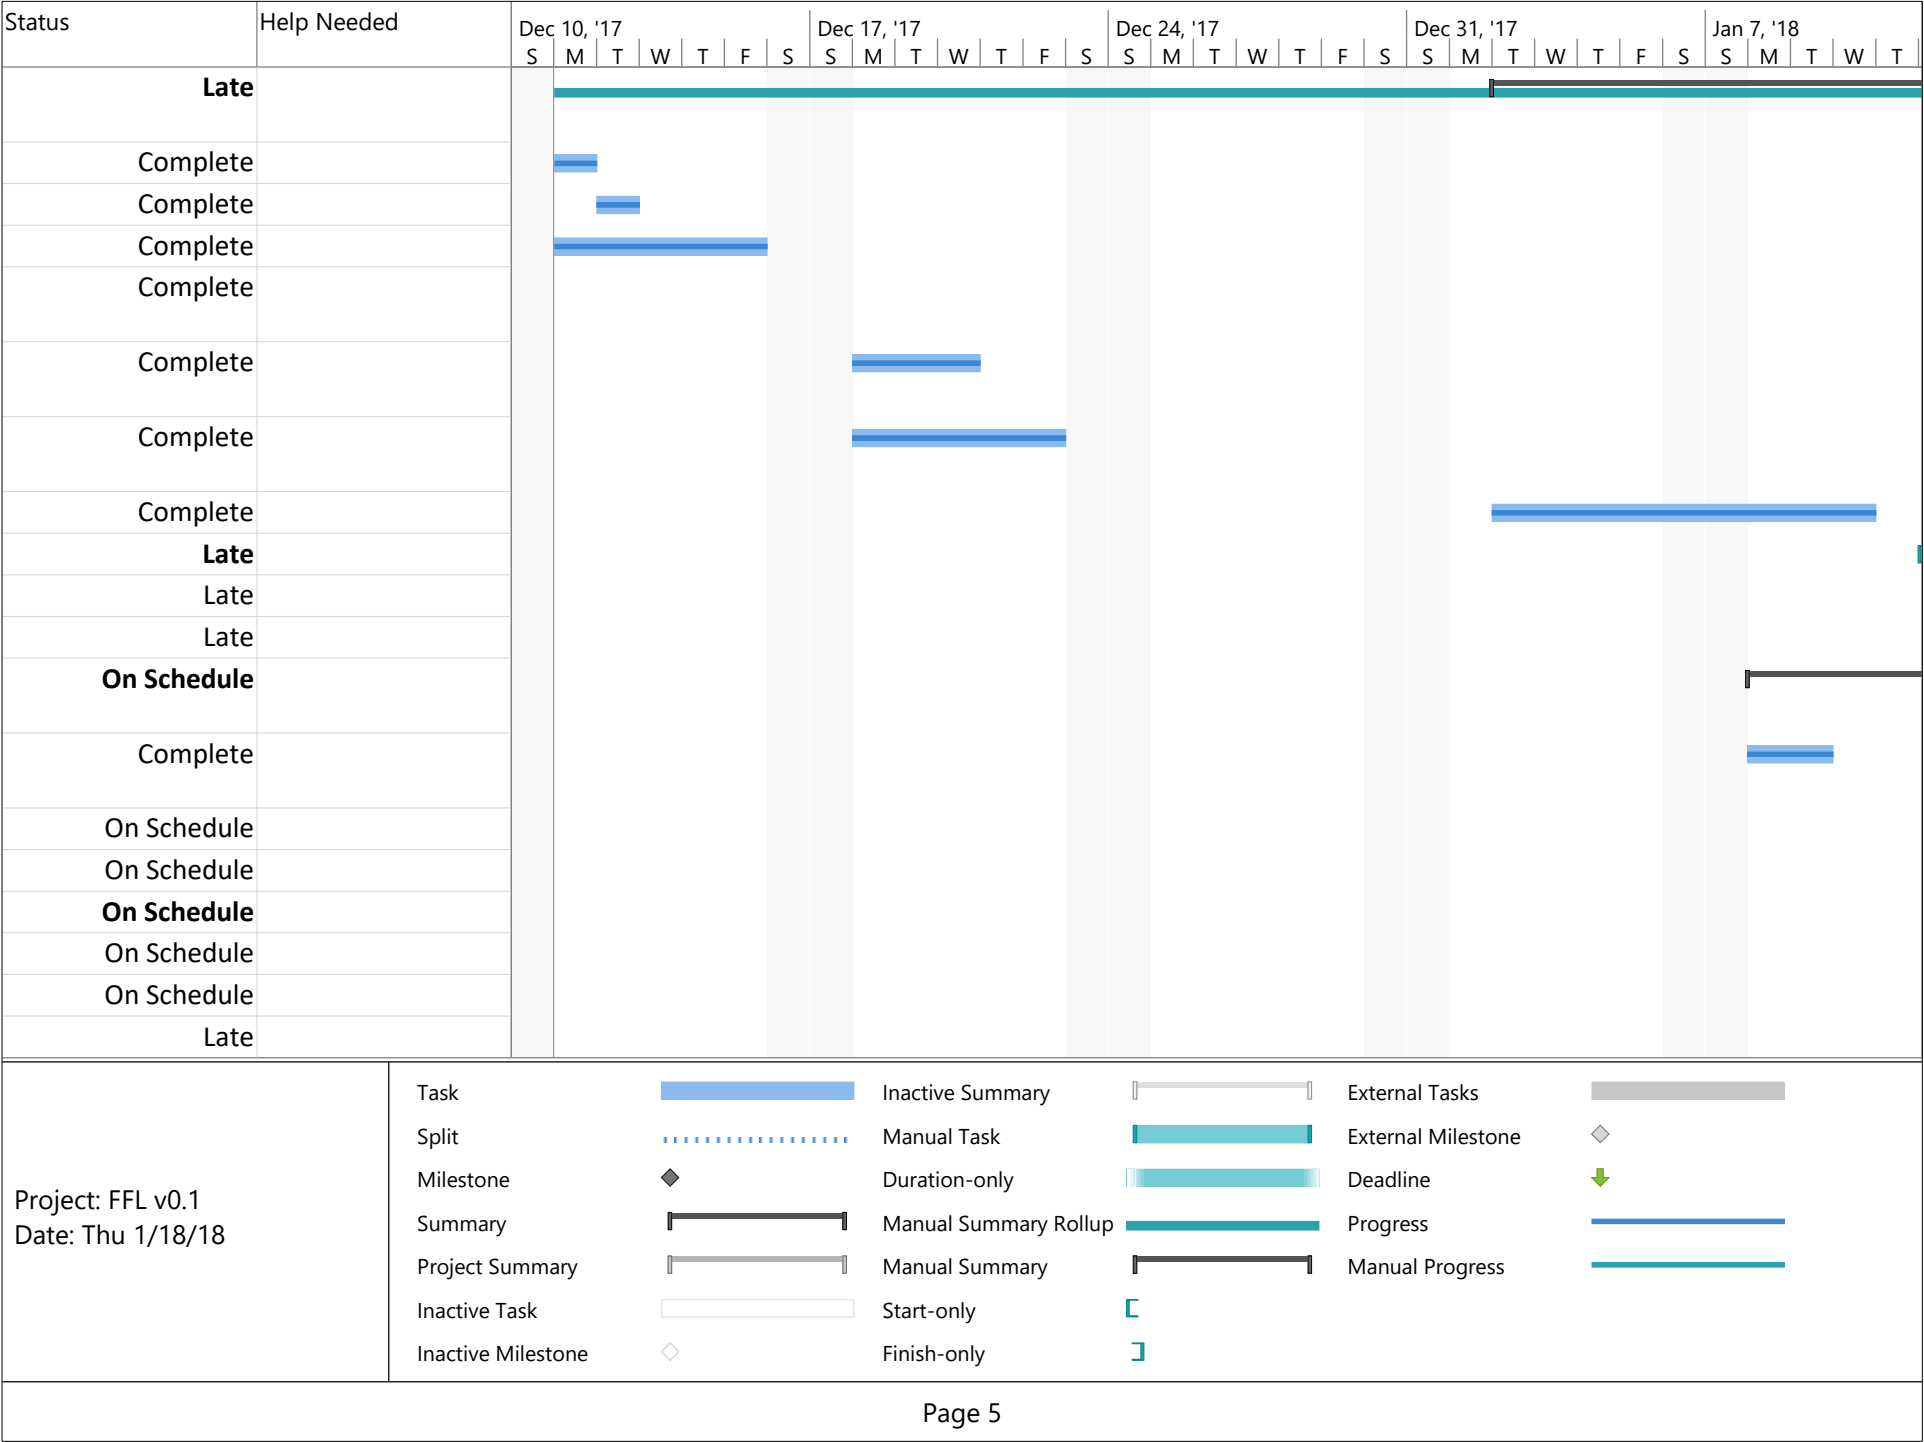 Status Help Needed Dec 10, '17 Dec 17, '17 Dec 24, '17 Dec 31, '17 Jan 7, '18
S M T W T F S S M T W T F S S M T W T F S S M T W T F S S M T W T
Late
Complete
Complete
Complete
Complete
Complete
Complete
Complete
Late
Late
Late
On Schedule
Complete
On Schedule
On Schedule
On Schedule
On Schedule
On Schedule
Late
Project: FFL v0.1
Date: Thu 1/18/18
Task
Split
Milestone
Summary
Project Summary
Inactive Task
Inactive Milestone
Inactive Summary
Manual Task
Duration-only
Manual Summary Rollup
Manual Summary
Start-only
Finish-only
External Tasks
External Milestone
Deadline
Progress
Manual Progress
Page 5